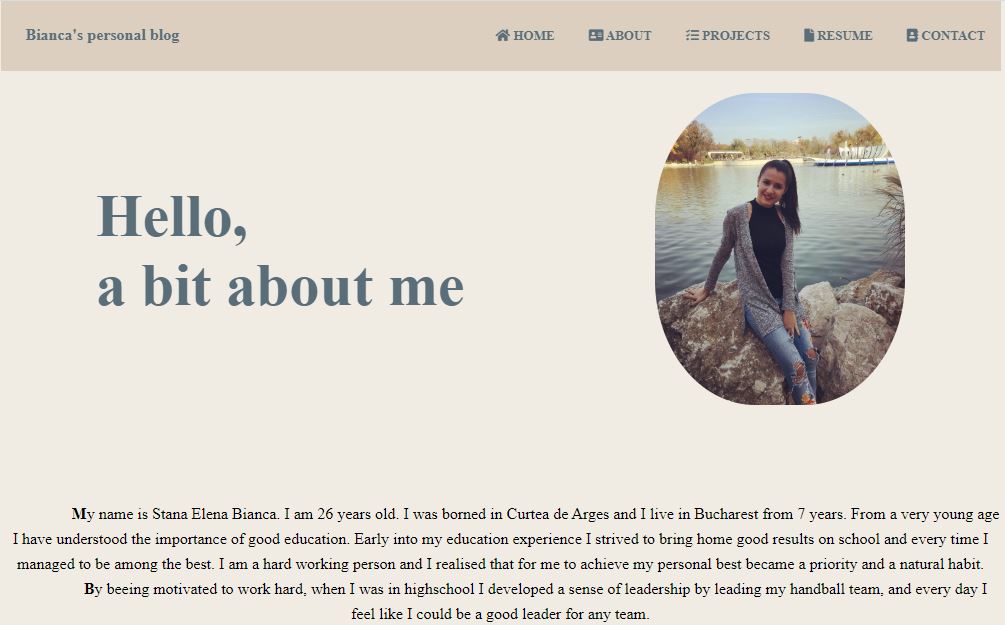 Bianca's personal blog
HOME
ABOUT
PROJECTS
RESUME
CONTACT
Hello,
a bit about me
My name is Stana Elena Bianca. I am 26 years old. I was borned in Curtea de Arges and I live in Bucharest from 7 years. From a very young age
I have understood the importance of good education. Early into my education experience I strived to bring home good results on school and every time I
managed to be among the best. I am a hard working person and I realised that for me to achieve my personal best became a priority and a natural habit.
By beeing motivated to work hard, when I was in highschool I developed a sense of leadership by leading my handball team, and every day I
feel like I could be a good leader for any team.